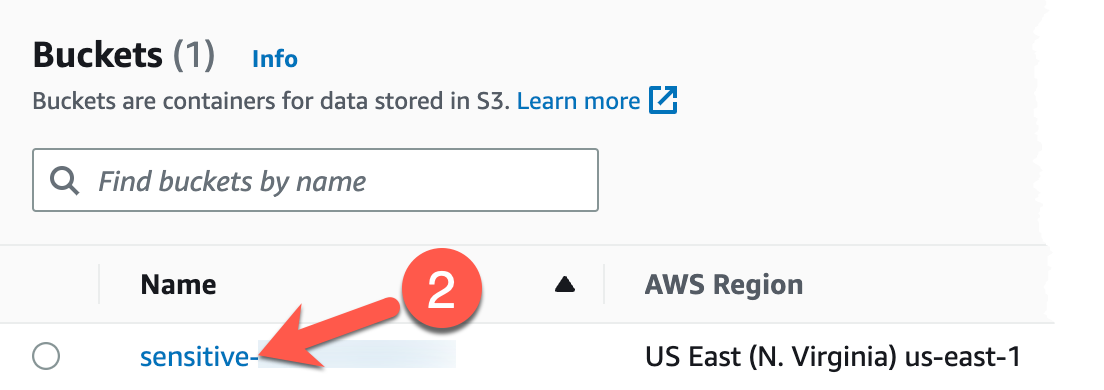 Buckets (1) Info
Buckets are containers for data stored in S3. Learn more
Find buckets by name
Name AWS Region
2
sensitive- US East (N. Virginia) us-east-1